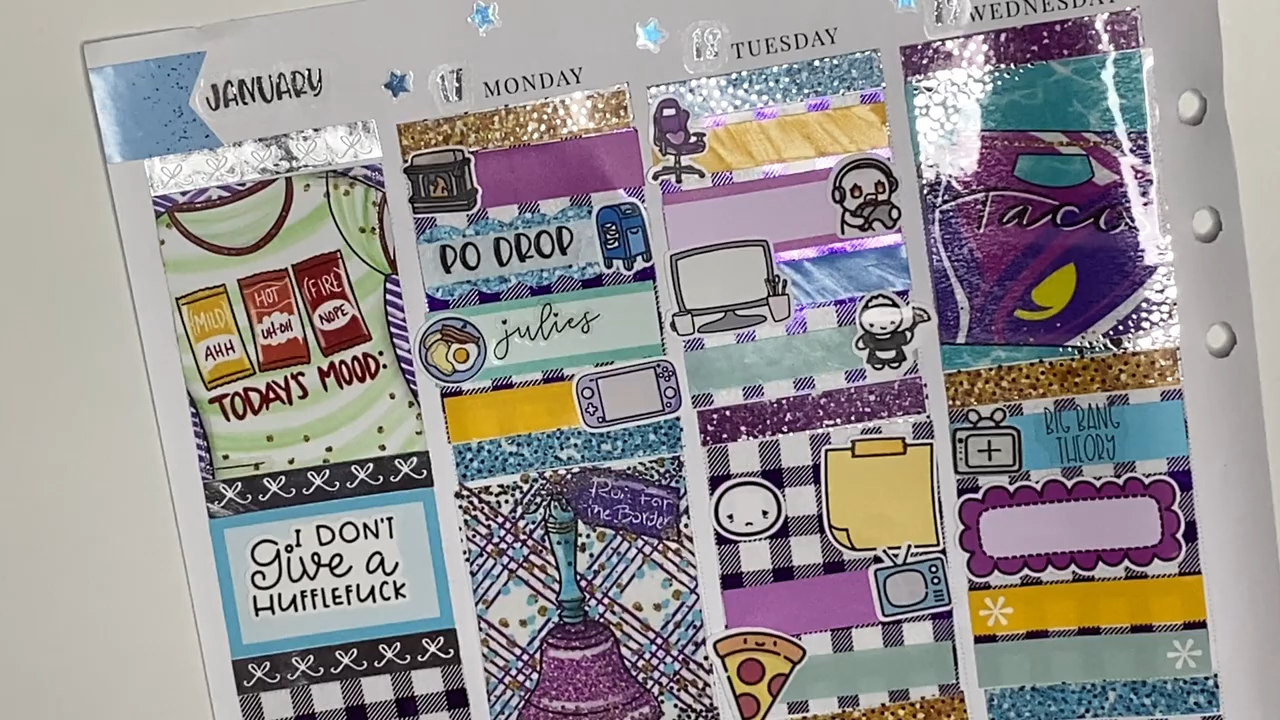 JANUARY
17 MONDAY
18 TUESDAY
19 WEDNESDAY
(MILD)
AHH
HOT
UH-OH
(FIRE)
NOPE
TODAY'S MOOD:
I DON'T
Give a
HUFFLEFUCK
PO DROP
julies
Run For
The Border
Taco
BIG BANG
THEORY